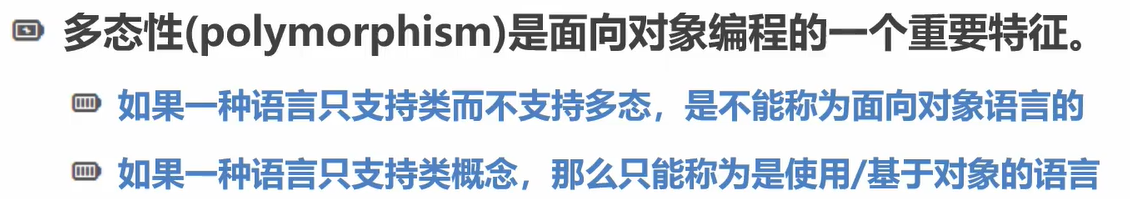 多态性(polymorphism)是面向对象编程的一个重要特征。
如果一种语言只支持类而不支持多态，是不能称为面向对象语言的
如果一种语言只支持类概念，那么只能称为是使用/基于对象的语言